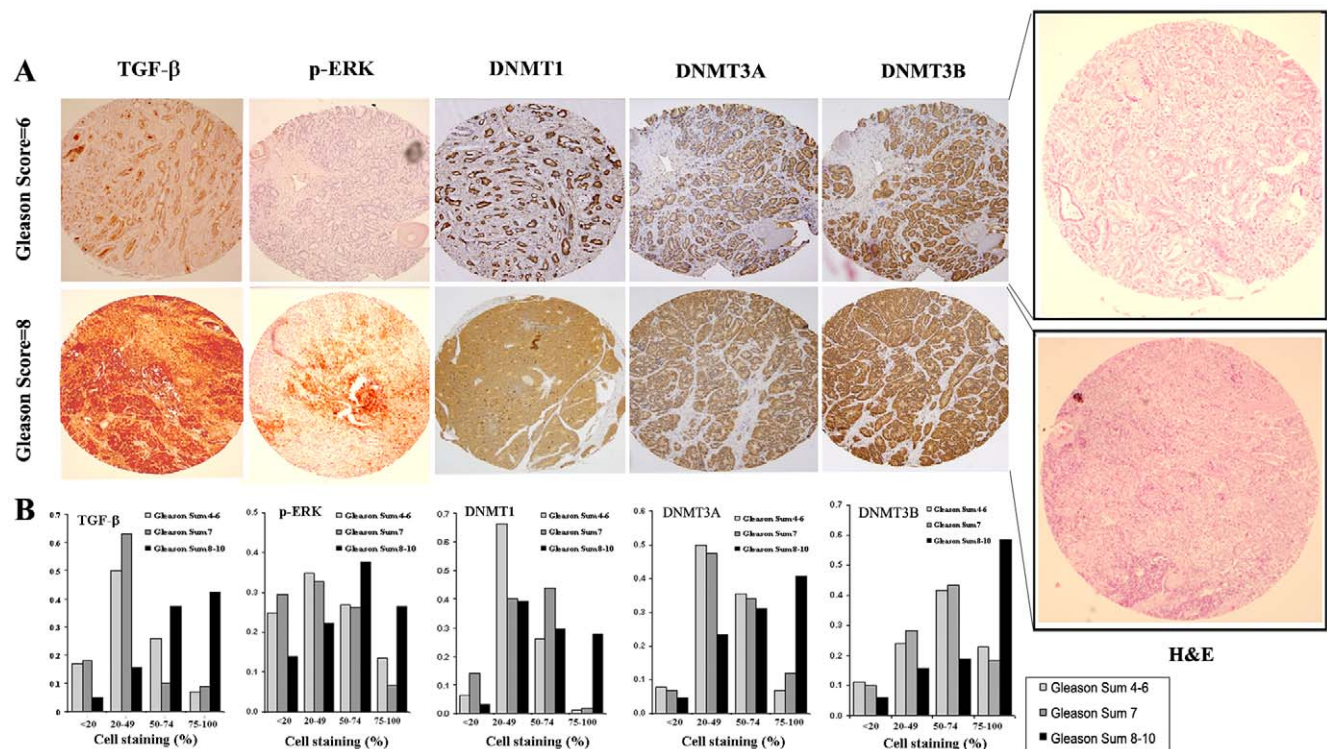 A
TGF-β p-ERK DNMT1 DNMT3A DNMT3B
Gleason Score=6
Gleason Score=8
H&E
B
TGF-β
Gleason Sum 4-6
Gleason Sum 7
Gleason Sum 8-10
0.7
0.6
0.5
0.4
0.3
0.2
0.1
0
<20 20-49 50-74 75-100
Cell staining (%)
p-ERK
Gleason Sum 4-6
Gleason Sum 7
Gleason Sum 8-10
0.5
0.4
0.3
0.2
0.1
0.0
<20 20-49 50-74 75-100
Cell staining (%)
DNMT1
Gleason Sum 4-6
Gleason Sum 7
Gleason Sum 8-10
0.7
0.6
0.5
0.4
0.3
0.2
0.1
0
<20 20-49 50-74 75-100
Cell staining (%)
DNMT3A
Gleason Sum 4-6
Gleason Sum 7
Gleason Sum 8-10
0.6
0.5
0.4
0.3
0.2
0.1
0
<20 20-49 50-74 75-100
Cell staining (%)
DNMT3B
Gleason Sum 4-6
Gleason Sum 7
Gleason Sum 8-10
0.7
0.6
0.5
0.4
0.3
0.2
0.1
0
<20 20-49 50-74 75-100
Cell staining (%)
Gleason Sum 4-6
Gleason Sum 7
Gleason Sum 8-10